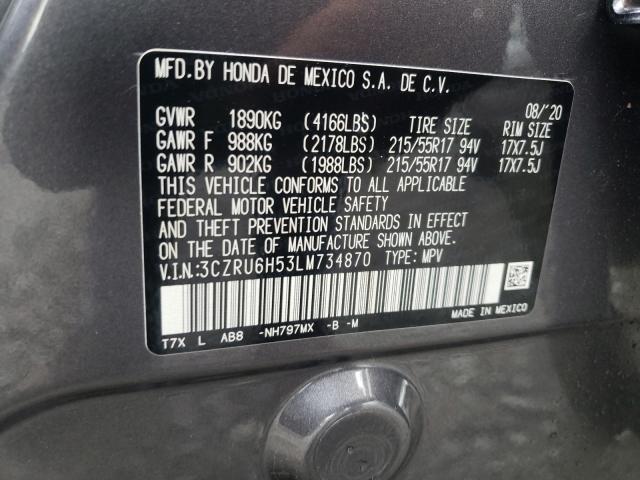 MFD.BY HONDA DE MEXICO S.A. DE C.V.
08/'20
GVWR 1890KG (4166LBS) TIRE SIZE RIM SIZE
GAWR F 988KG (2178LBS) 215/55R17 94V 17X7.5J
GAWR R 902KG (1988LBS) 215/55R17 94V 17X7.5J
THIS VEHICLE CONFORMS TO ALL APPLICABLE
FEDERAL MOTOR VEHICLE SAFETY
AND THEFT PREVENTION STANDARDS IN EFFECT
ON THE DATE OF MANUFACTURE SHOWN ABOVE.
V.I.N.:3CZRU6H53LM734870 TYPE: MPV
T7X L AB8 -NH797MX -B -M MADE IN MEXICO